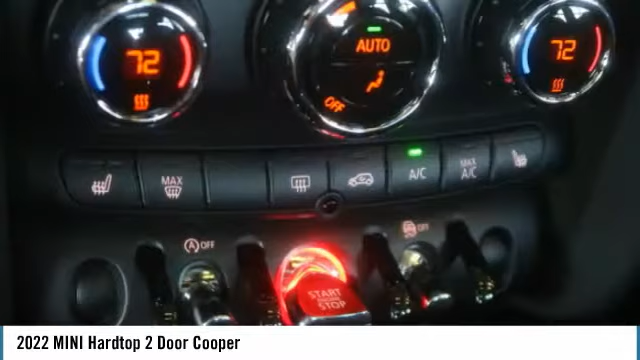 72
AUTO
OFF
72
MAX
A/C
MAX
A/C
OFF
OFF
START
STOP
2022 MINI Hardtop 2 Door Cooper